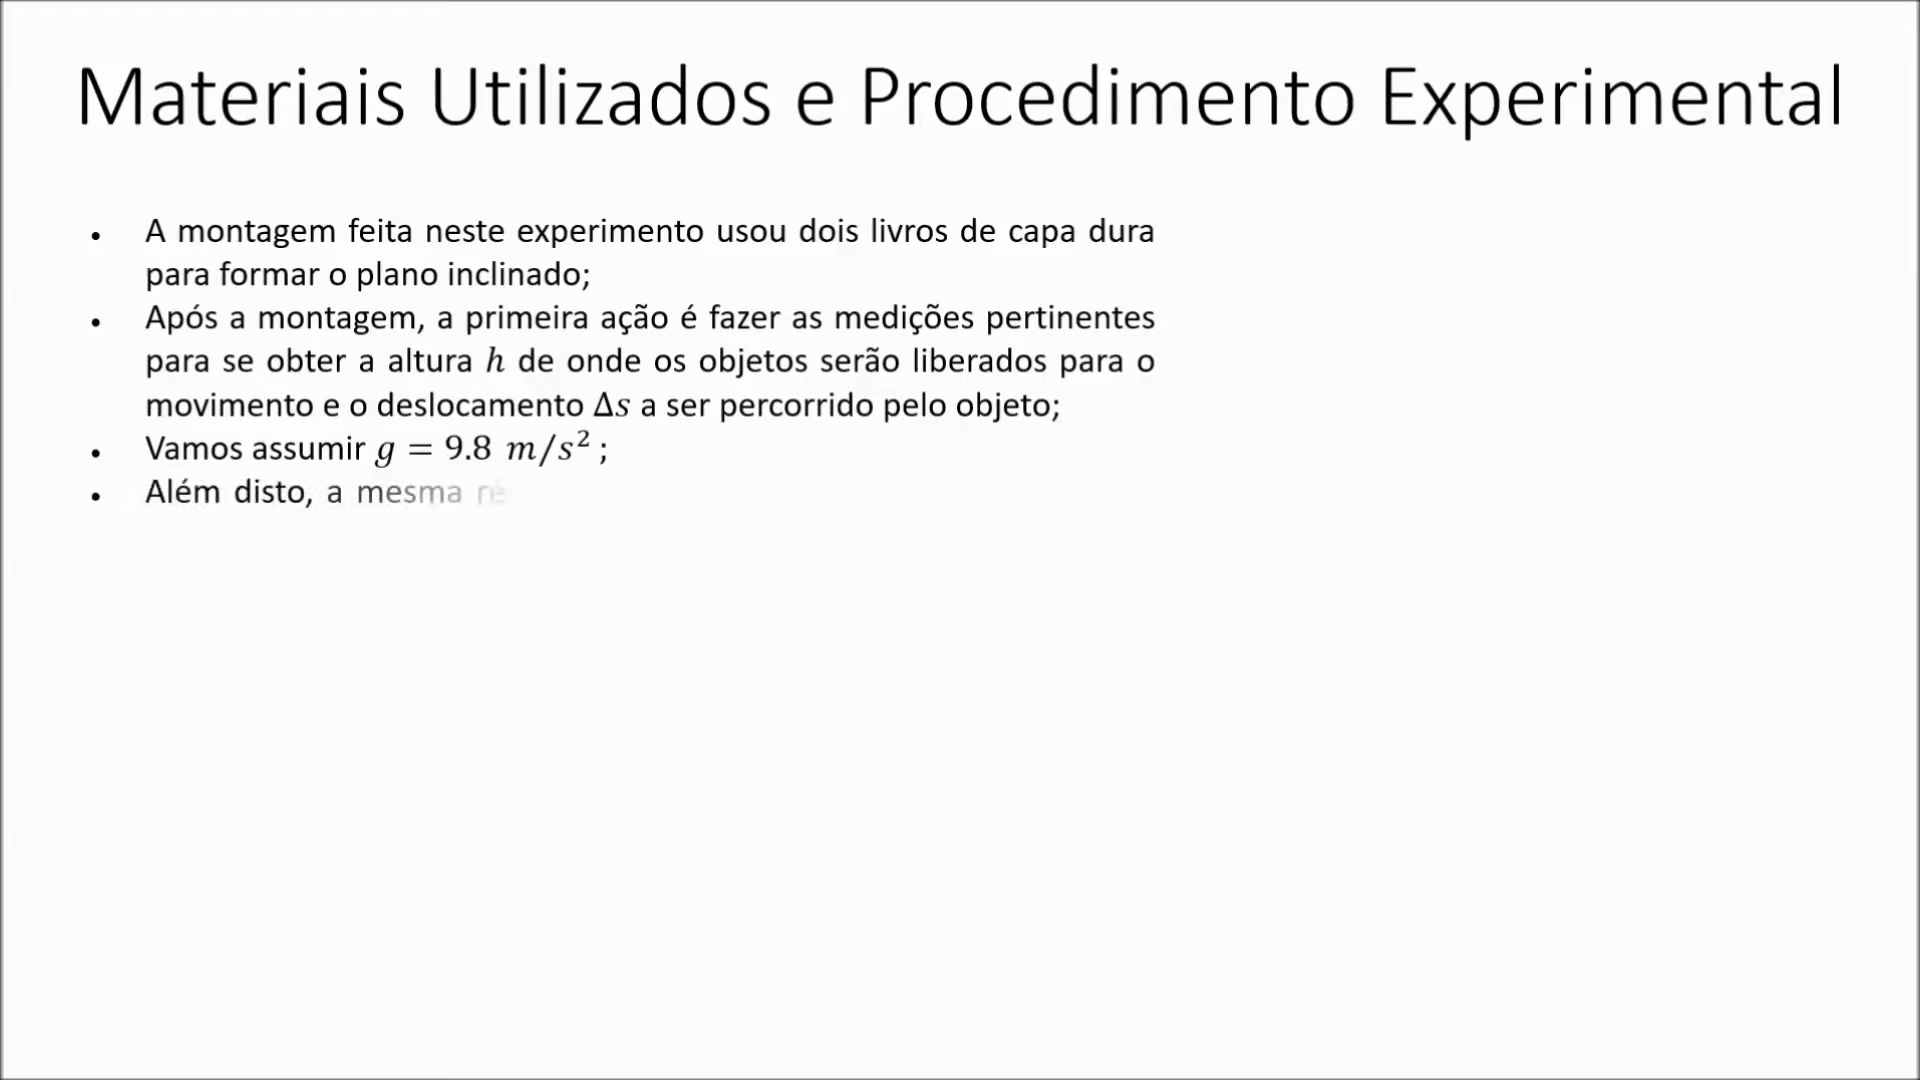 Materiais Utilizados e Procedimento Experimental
• A montagem feita neste experimento usou dois livros de capa dura
para formar o plano inclinado;
• Após a montagem, a primeira ação é fazer as medições pertinentes
para se obter a altura h de onde os objetos serão liberados para o
movimento e o deslocamento Δs a ser percorrido pelo objeto;
• Vamos assumir g = 9.8 m/s² ;
• Além disto, a mesma